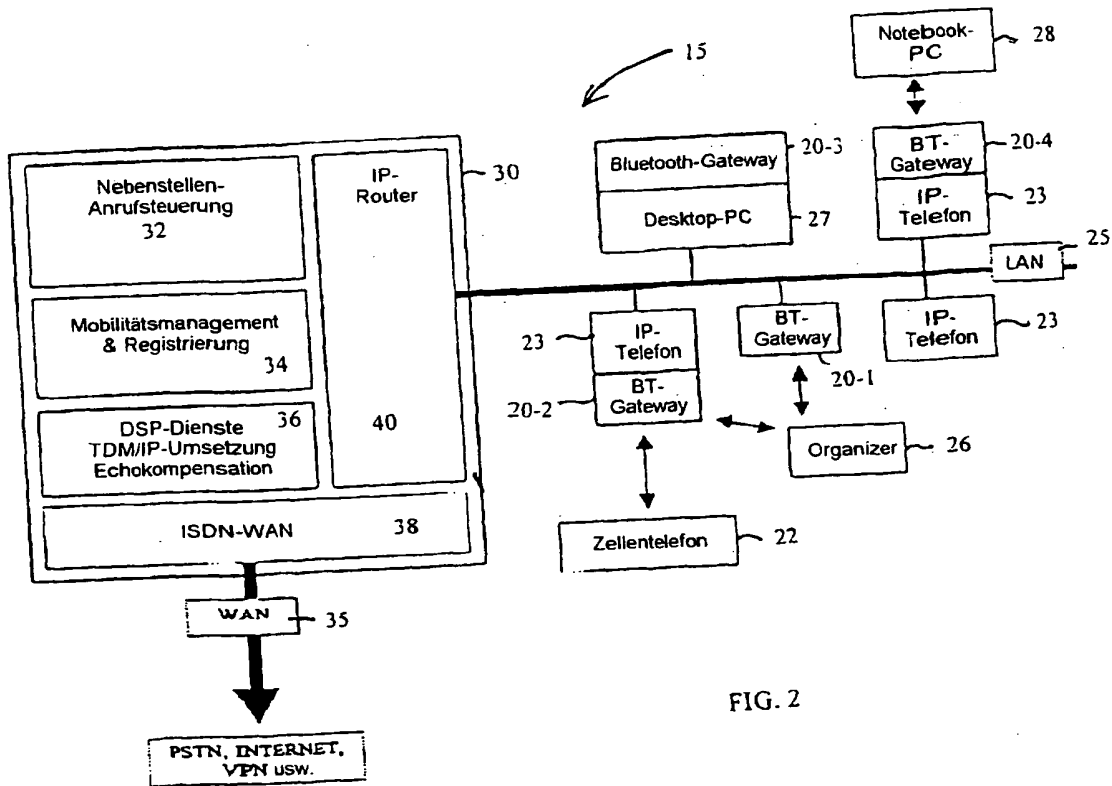 Notebook-
PC
28
15
Bluetooth-Gateway
20-3
Desktop-PC
27
BT-
Gateway
20-4
IP-
Telefon
23
Nebenstellen-
Anrufsteuerung
32
IP-
Router
40
30
LAN
25
Mobilitätsmanagement
& Registrierung
34
23
IP-
Telefon
BT-
Gateway
20-2
BT-
Gateway
20-1
IP-
Telefon
23
36
DSP-Dienste
TDM/IP-Umsetzung
Echokompensation
Organizer
26
ISDN-WAN
38
Zellentelefon
22
WAN
35
FIG. 2
PSTN, INTERNET,
VPN usw.